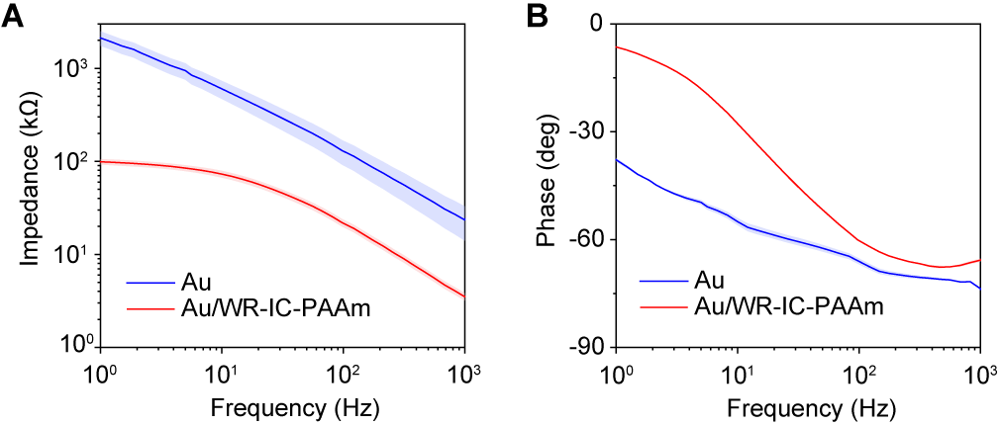 A
Impedance (kΩ)
10³
10²
10¹
10⁰
Au
Au/WR-IC-PAAm
10⁰ 10¹ 10² 10³
Frequency (Hz)
B
Phase (deg)
0
-30
-60
-90
Au
Au/WR-IC-PAAm
10⁰ 10¹ 10² 10³
Frequency (Hz)